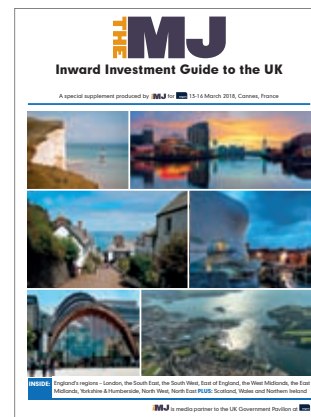 THE MJ
Inward Investment Guide to the UK
A special supplement produced by MJ for 13-16 March 2018, Cannes, France
INSIDE: England's regions – London, the South East, the South West, East of England, the West Midlands, the East
Midlands, Yorkshire & Humberside, North West, North East PLUS: Scotland, Wales and Northern Ireland
MJ is media partner to the UK Government Pavilion at